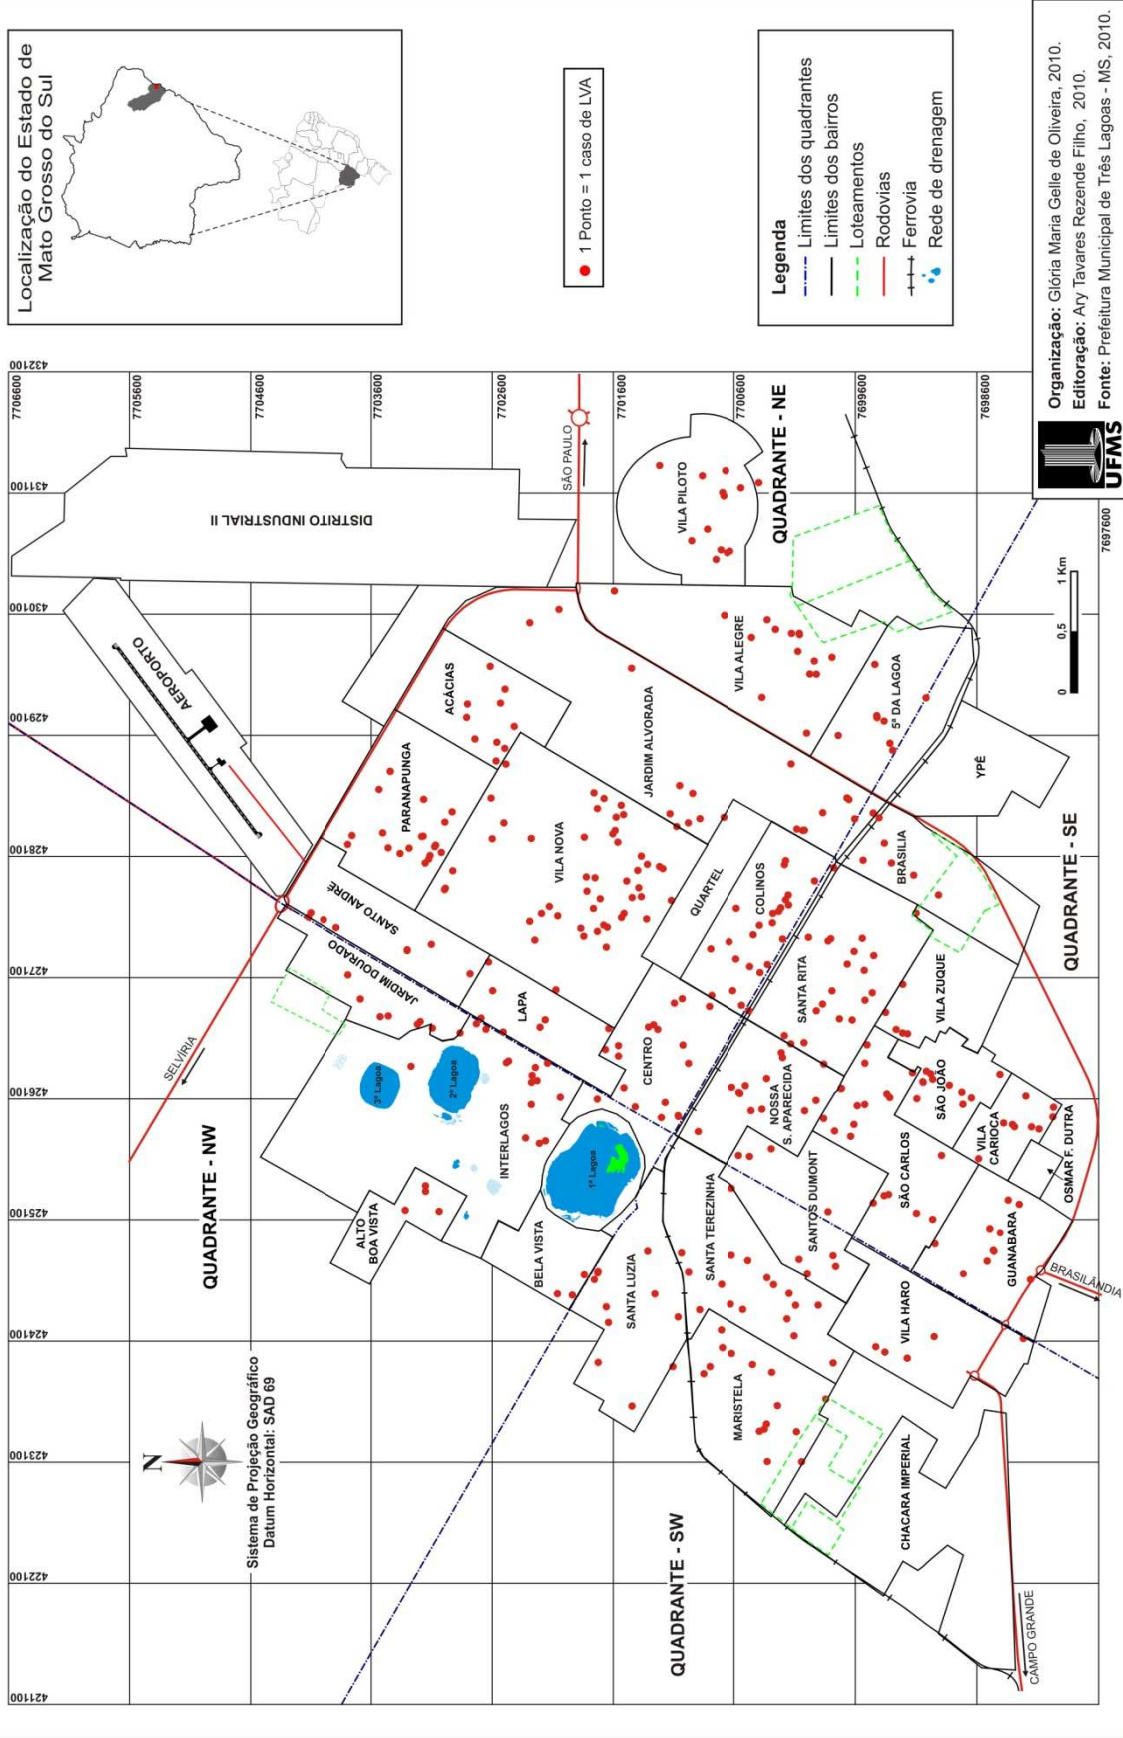 Localização do Estado de
Mato Grosso do Sul
1 Ponto = 1 caso de LVA
Legenda
Limites dos quadrantes
Limites dos bairros
Loteamentos
Rodovias
Ferrovia
Rede de drenagem
Organização: Glória Maria Gelle de Oliveira, 2010.
Editoração: Ary Tavares Rezende Filho, 2010.
Fonte: Prefeitura Municipal de Três Lagoas - MS, 2010.
UFMS
421100
422100
423100
424100
425100
426100
427100
428100
429100
430100
431100
432100
7706600
7705600
7704600
7703600
7702600
7701600
7700600
7699600
7698600
7697600
N
Sistema de Projeção Geográfico
Datum Horizontal: SAD 69
QUADRANTE - NW
QUADRANTE - NE
QUADRANTE - SW
QUADRANTE - SE
SELVÍRIA
SÃO PAULO
BRASILÂNDIA
CAMPO GRANDE
AEROPORTO
DISTRITO INDUSTRIAL II
VILA PILOTO
ACÁCIAS
PARANAPUNGA
SANTO ANDRÉ
JARDIM DOURADO
VILA NOVA
JARDIM ALVORADA
VILA ALEGRE
5ª DA LAGOA
YPÊ
QUARTEL
COLINOS
BRASILIA
LAPA
CENTRO
SANTA RITA
VILA ZUQUE
3ª Lagoa
2ª Lagoa
1ª Lagoa
INTERLAGOS
ALTO
BOA VISTA
BELA VISTA
NOSSA
S. APARECIDA
SÃO JOÃO
VILA
CARIOCA
OSMAR F. DUTRA
SÃO CARLOS
SANTOS DUMONT
SANTA TEREZINHA
GUANABARA
SANTA LUZIA
VILA HARO
MARISTELA
CHACARA IMPERIAL
0
0,5
1 Km